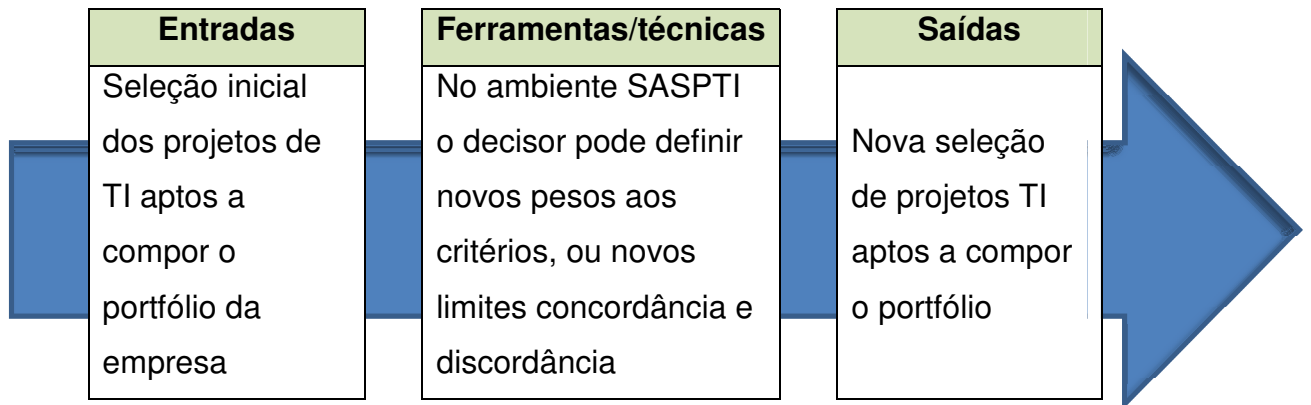 Entradas
Seleção inicial
dos projetos de
TI aptos a
compor o
portfólio da
empresa
Ferramentas/técnicas
No ambiente SASPTI
o decisor pode definir
novos pesos aos
critérios, ou novos
limites concordância e
discordância
Saídas
Nova seleção
de projetos TI
aptos a compor
o portfólio